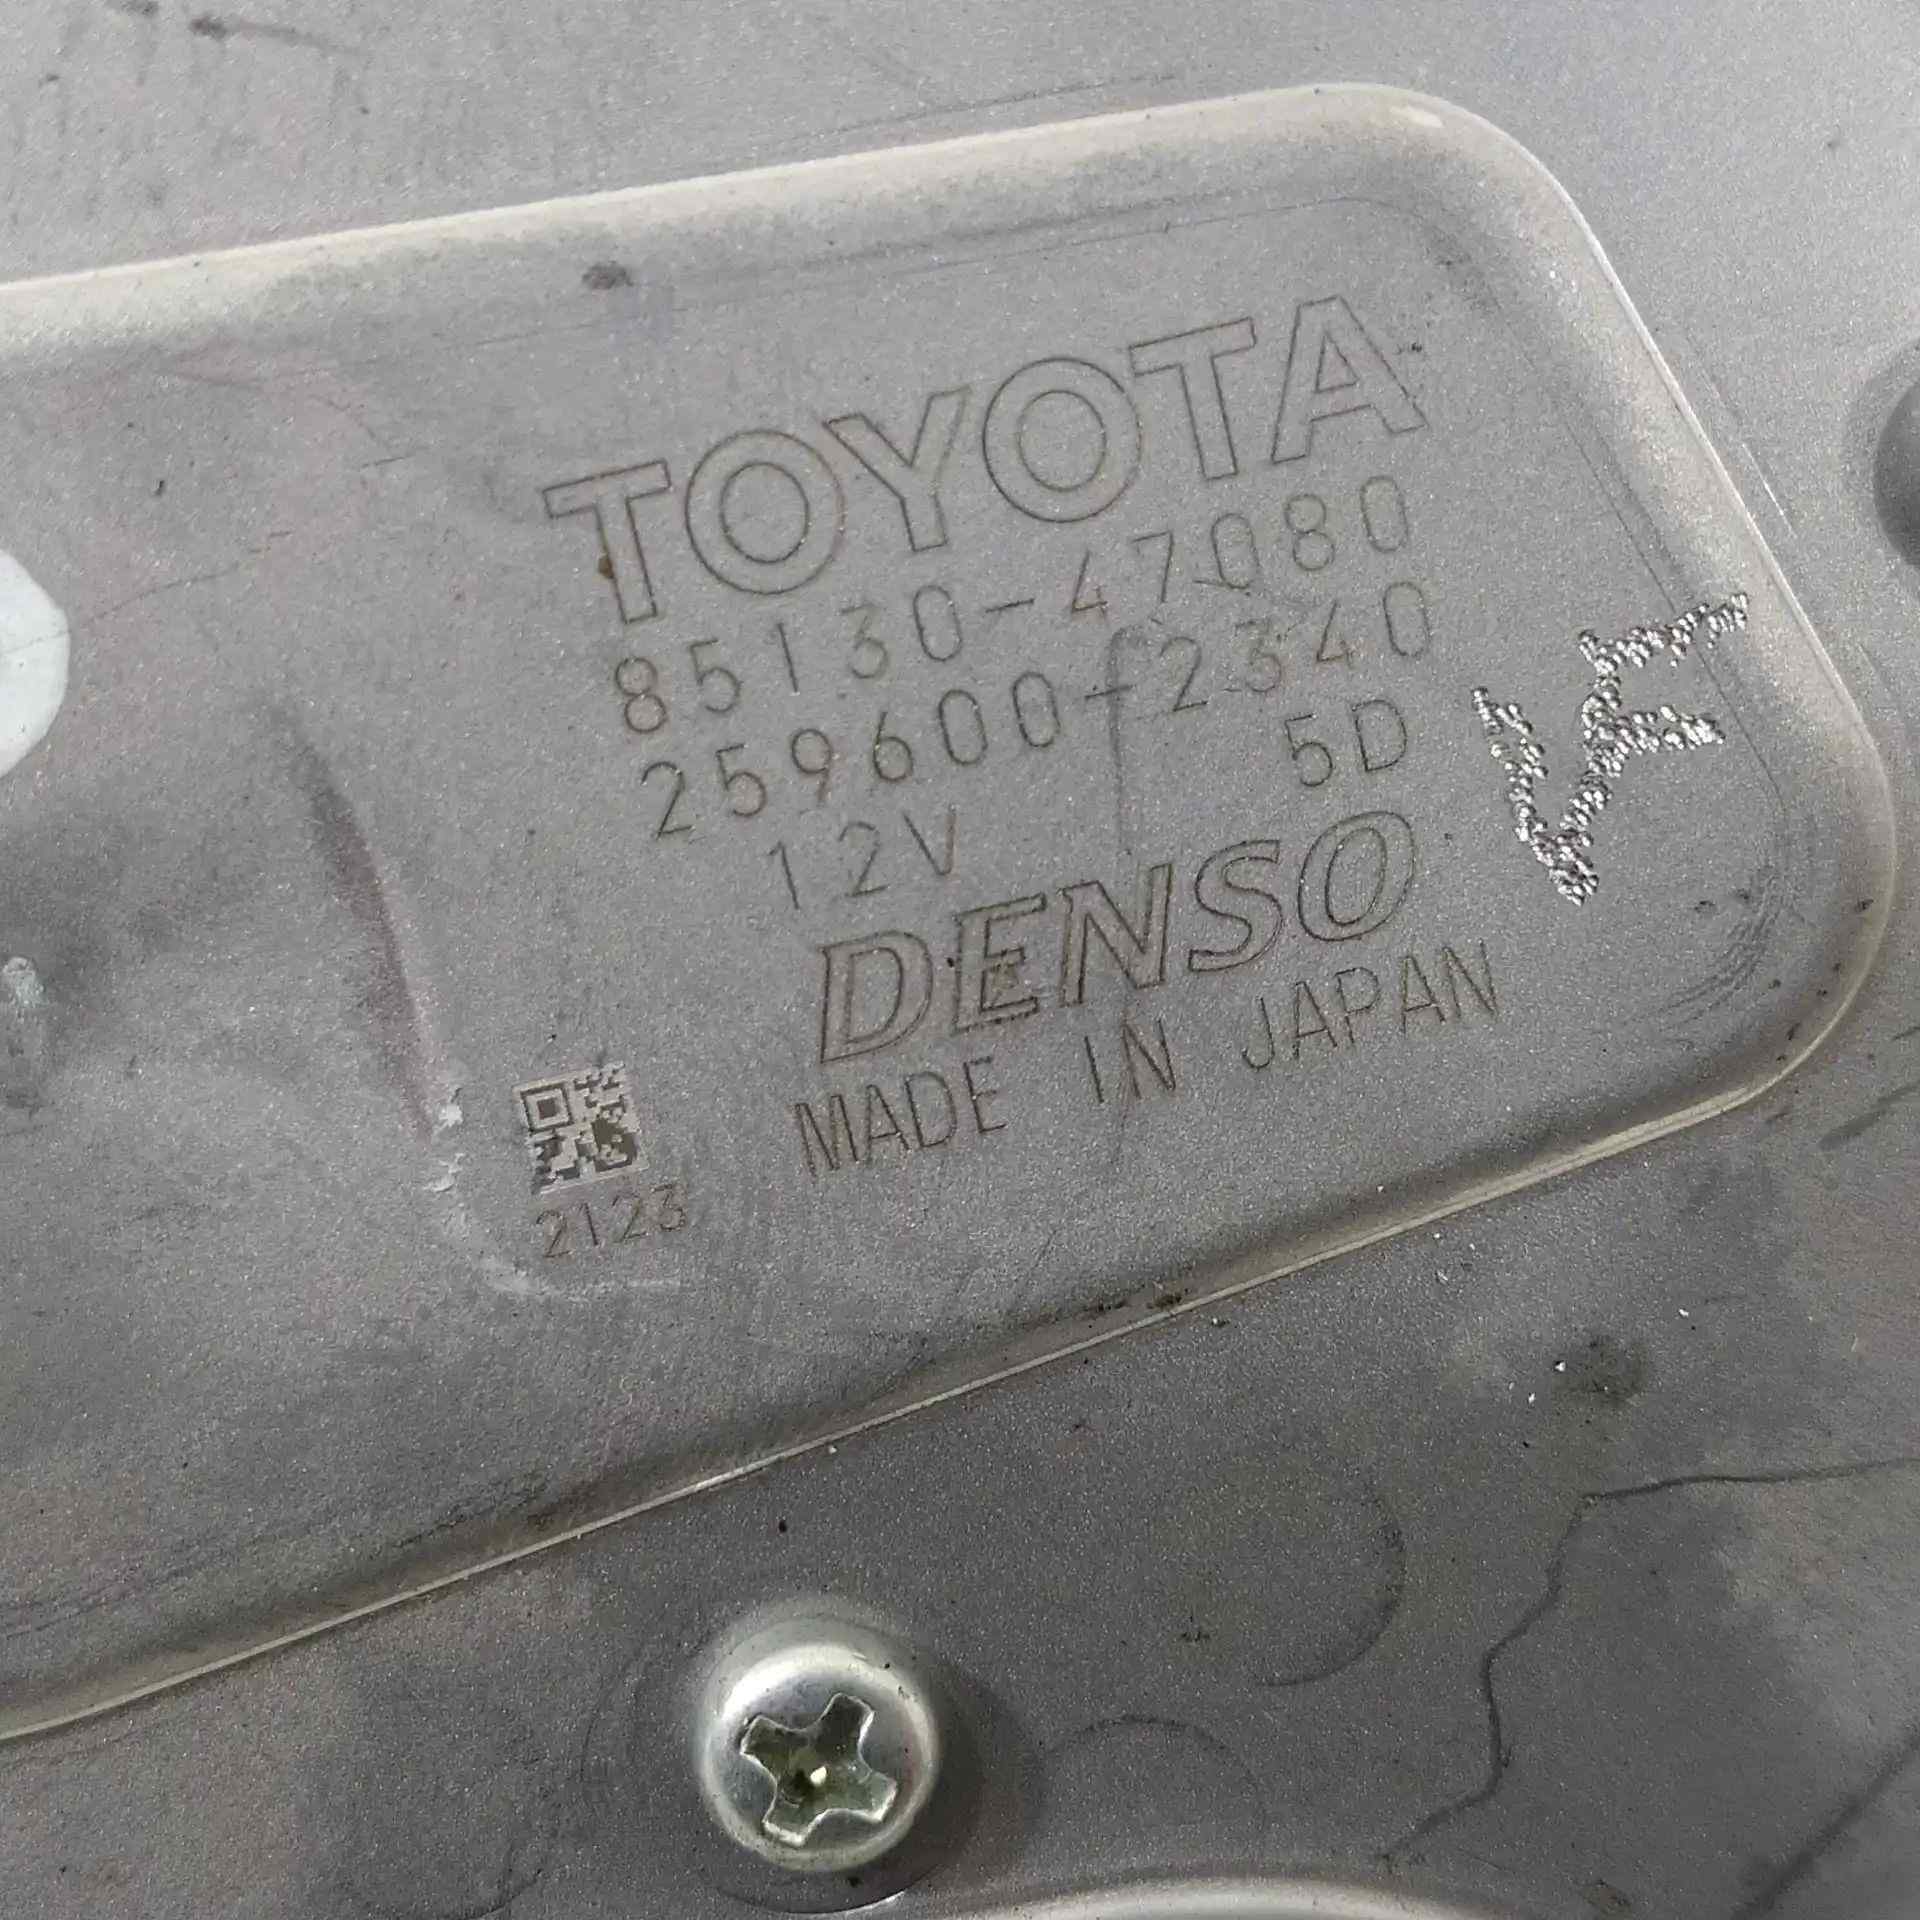 TOYOTA
85130-47080
259600-2340
12V 5D
DENSO
MADE IN JAPAN
2123